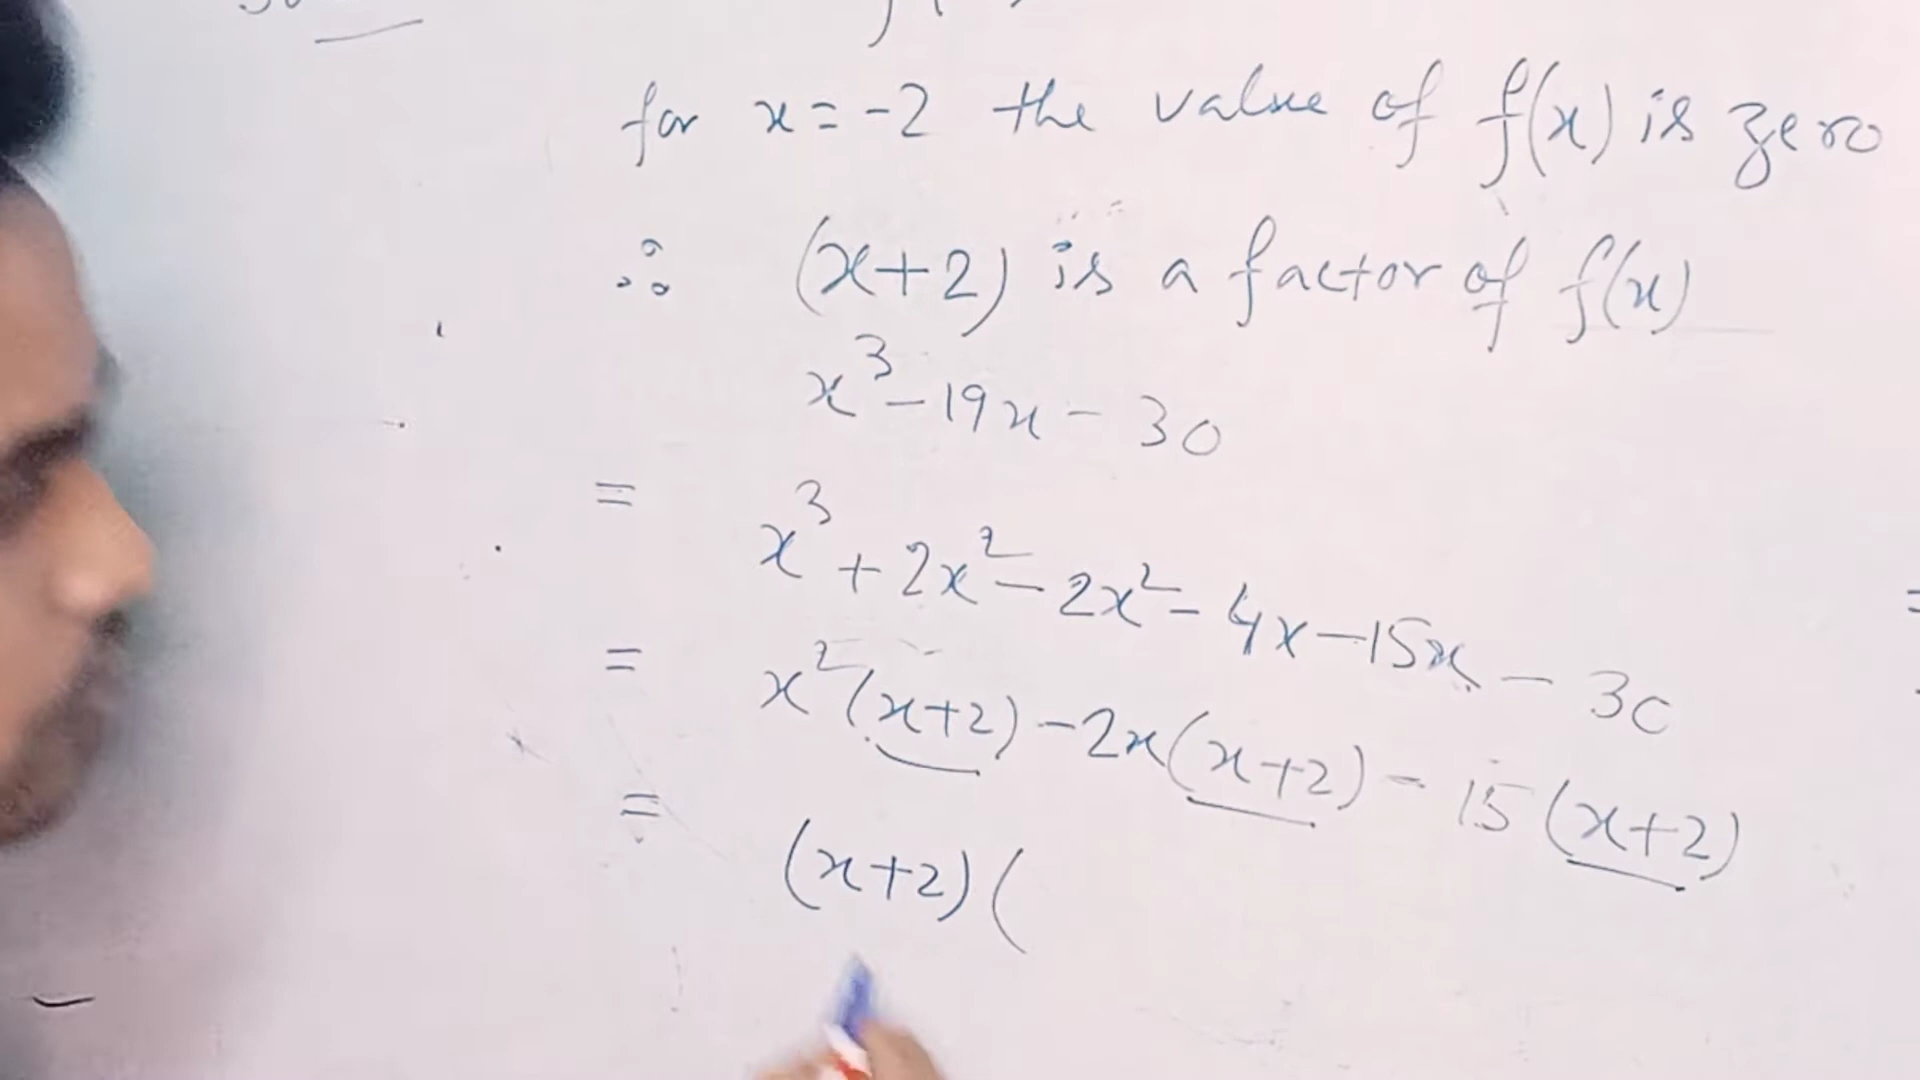 for x = -2 the value of f(x) is zero
∴ (x+2) is a factor of f(x)
x³ - 19x - 30
= x³ + 2x² - 2x² - 4x - 15x - 30
= x²(x+2) - 2x(x+2) - 15(x+2)
= (x+2)(